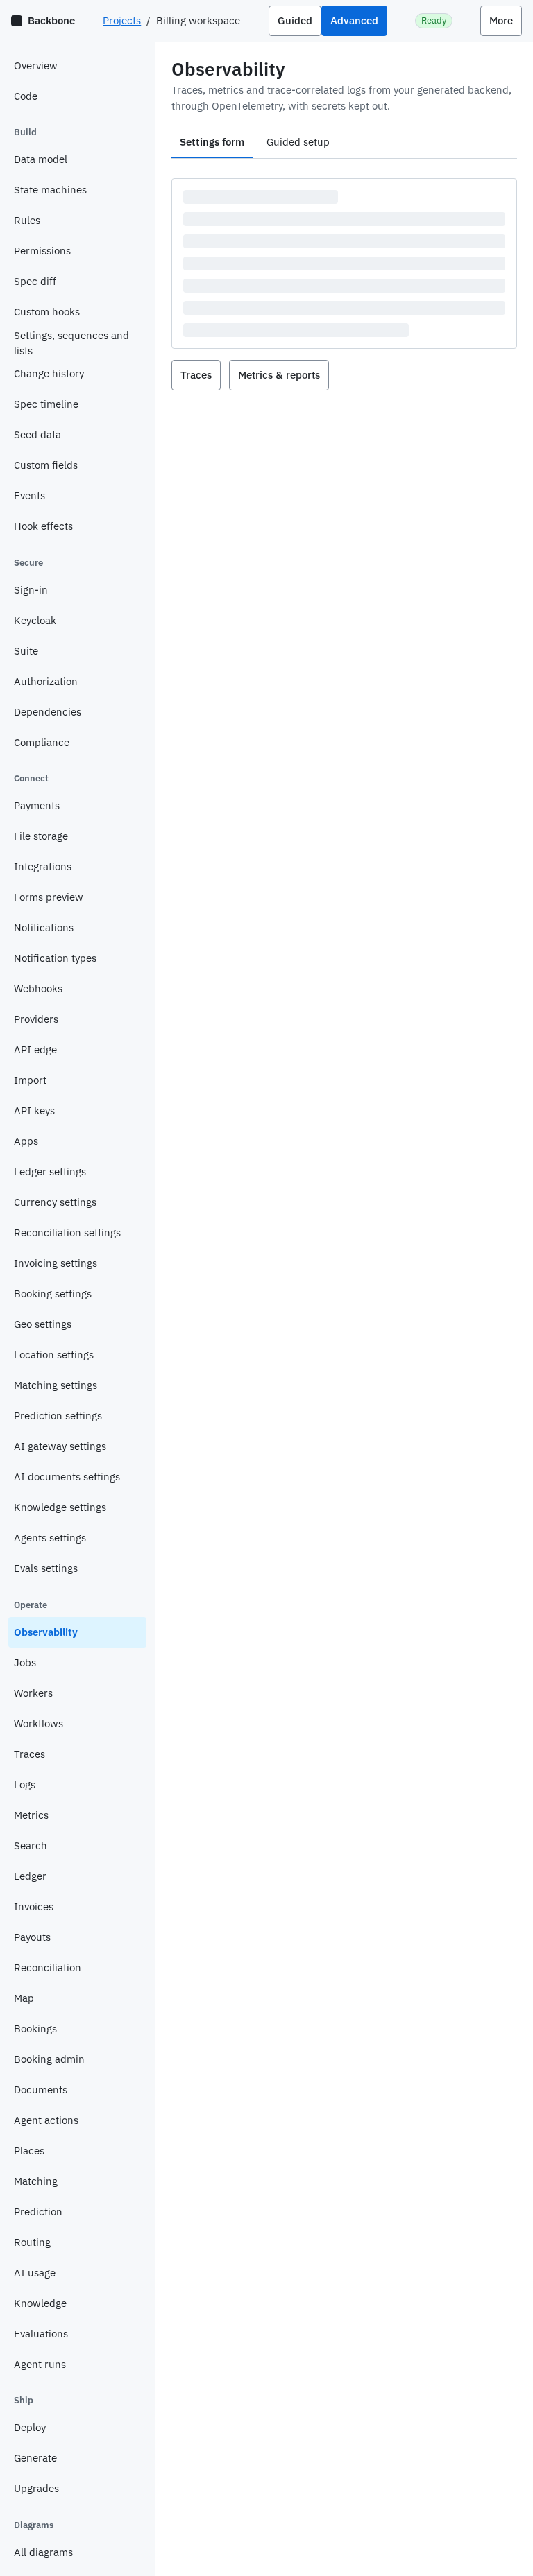 Backbone
Projects / Billing workspace
Guided
Advanced
Ready
More
Overview
Code
Build
Data model
State machines
Rules
Permissions
Spec diff
Custom hooks
Settings, sequences and
lists
Change history
Spec timeline
Seed data
Custom fields
Events
Hook effects
Secure
Sign-in
Keycloak
Suite
Authorization
Dependencies
Compliance
Connect
Payments
File storage
Integrations
Forms preview
Notifications
Notification types
Webhooks
Providers
API edge
Import
API keys
Apps
Ledger settings
Currency settings
Reconciliation settings
Invoicing settings
Booking settings
Geo settings
Location settings
Matching settings
Prediction settings
AI gateway settings
AI documents settings
Knowledge settings
Agents settings
Evals settings
Operate
Observability
Jobs
Workers
Workflows
Traces
Logs
Metrics
Search
Ledger
Invoices
Payouts
Reconciliation
Map
Bookings
Booking admin
Documents
Agent actions
Places
Matching
Prediction
Routing
AI usage
Knowledge
Evaluations
Agent runs
Ship
Deploy
Generate
Upgrades
Diagrams
All diagrams
Observability
Traces, metrics and trace-correlated logs from your generated backend,
through OpenTelemetry, with secrets kept out.
Settings form
Guided setup
Traces
Metrics & reports